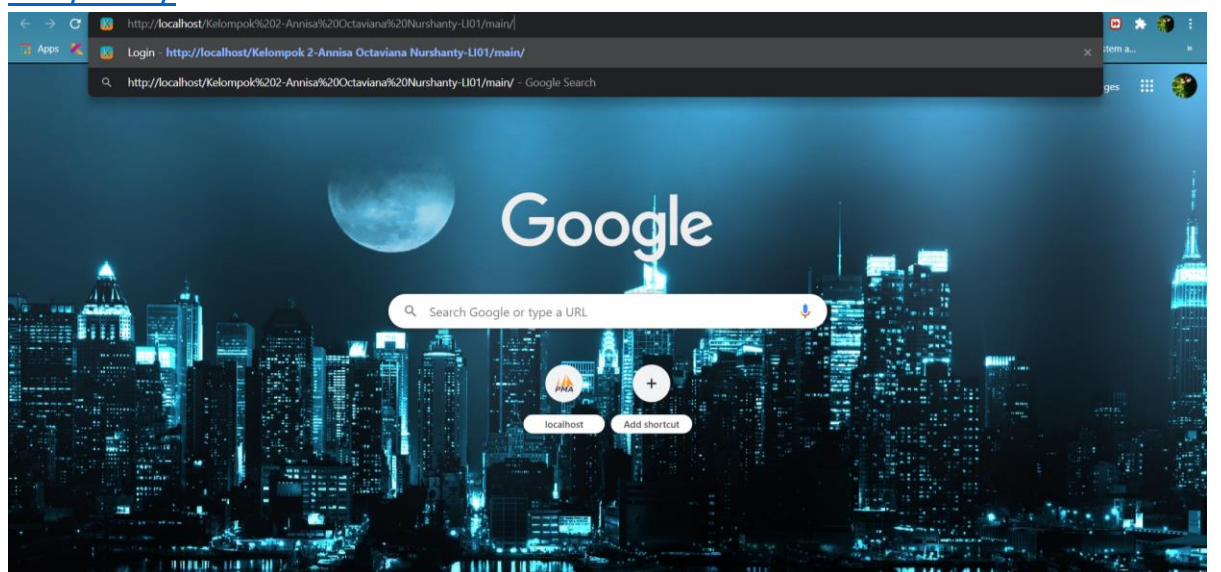 http://localhost/Kelompok%202-Annisa%20Octaviana%20Nurshanty-LI01/main/
Apps
Login - http://localhost/Kelompok 2-Annisa Octaviana Nurshanty-LI01/main/
stem a...
http://localhost/Kelompok%202-Annisa%20Octaviana%20Nurshanty-LI01/main/ - Google Search
ges
Google
Search Google or type a URL
PMA
localhost
Add shortcut